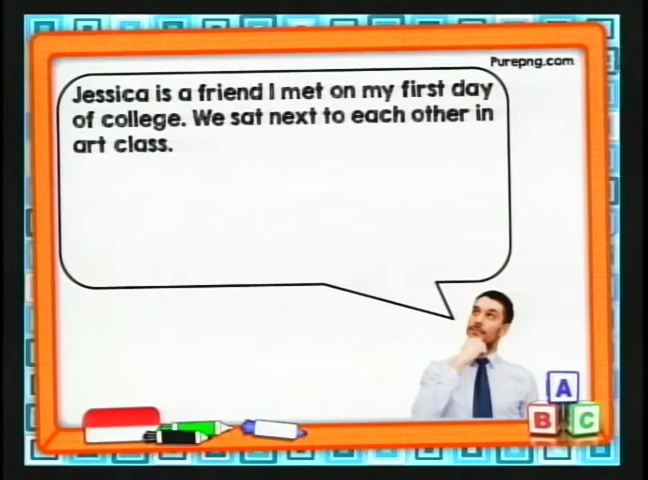 Purepng.com
Jessica is a friend I met on my first day
of college. We sat next to each other in
art class.
A
B C